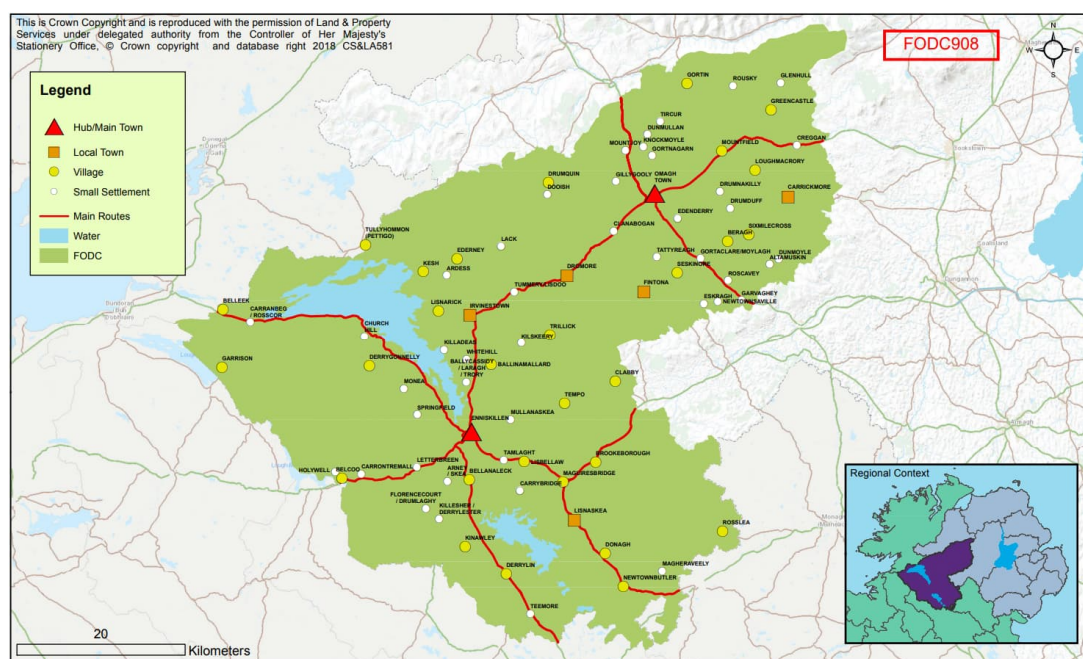 This is Crown Copyright and is reproduced with the permission of Land & Property
Services under delegated authority from the Controller of Her Majesty's
Stationery Office, © Crown copyright and database right 2018 CS&LA581
FODC908
N
W
E
S
Legend
Hub/Main Town
Local Town
Village
Small Settlement
Main Routes
Water
FODC
GORTIN
ROUSKY
GLENHULL
GREENCASTLE
TIRCUR
DUNMULLAN
KNOCKMOYLE
MOUNTJOY
GORTNAGARN
MOUNTFIELD
CREGGAN
LOUGHMACRORY
DRUMQUIN
DOOISH
GILLYGOOLY
OMAGH
TOWN
DRUMNAKILLY
CARRICKMORE
DRUMDUFF
EDENDERRY
CLANABOGAN
SIXMILECROSS
BERAGH
TULLYHOMMON
(PETTIGO)
LACK
EDERNEY
KESH
ARDESS
TATTYREAGH
GORTACLARE/MOYLAGH
DUNMOYLE
ALTAMUSKIN
DROMORE
SESKINORE
FINTONA
ROSCAVEY
TUMMERYLISDOO
ESKRAGH
GARVAGHEY
NEWTOWNSAVILLE
BELLEEK
CARRANBEG
/ ROSSCOR
LISNARICK
IRVINESTOWN
CHURCH
HILL
TRILLICK
KILSKEERY
KILLADEAS
WHITEHILL
BALLYCASSIDY
/ LARAGH
/ TRORY
BALLINAMALLARD
GARRISON
DERRYGONNELLY
MONEA
CLABBY
TEMPO
SPRINGFIELD
ENNISKILLEN
MULLANASKEA
LETTERBREEN
TAMLAGHT
LISBELLAW
BROOKEBOROUGH
HOLYWELL
BELCOO
CARRONTREMALL
ARNEY
/ SKEA
BELLANALECK
MAGUIRESBRIDGE
CARRYBRIDGE
FLORENCECOURT
/ DRUMLAGHY
KILLESHER /
DERRYLESTER
LISNASKEA
ROSSLEA
KINAWLEY
DONAGH
DERRYLIN
MAGHERAVEELY
NEWTOWNBUTLER
TEEMORE
Regional Context
20
Kilometers